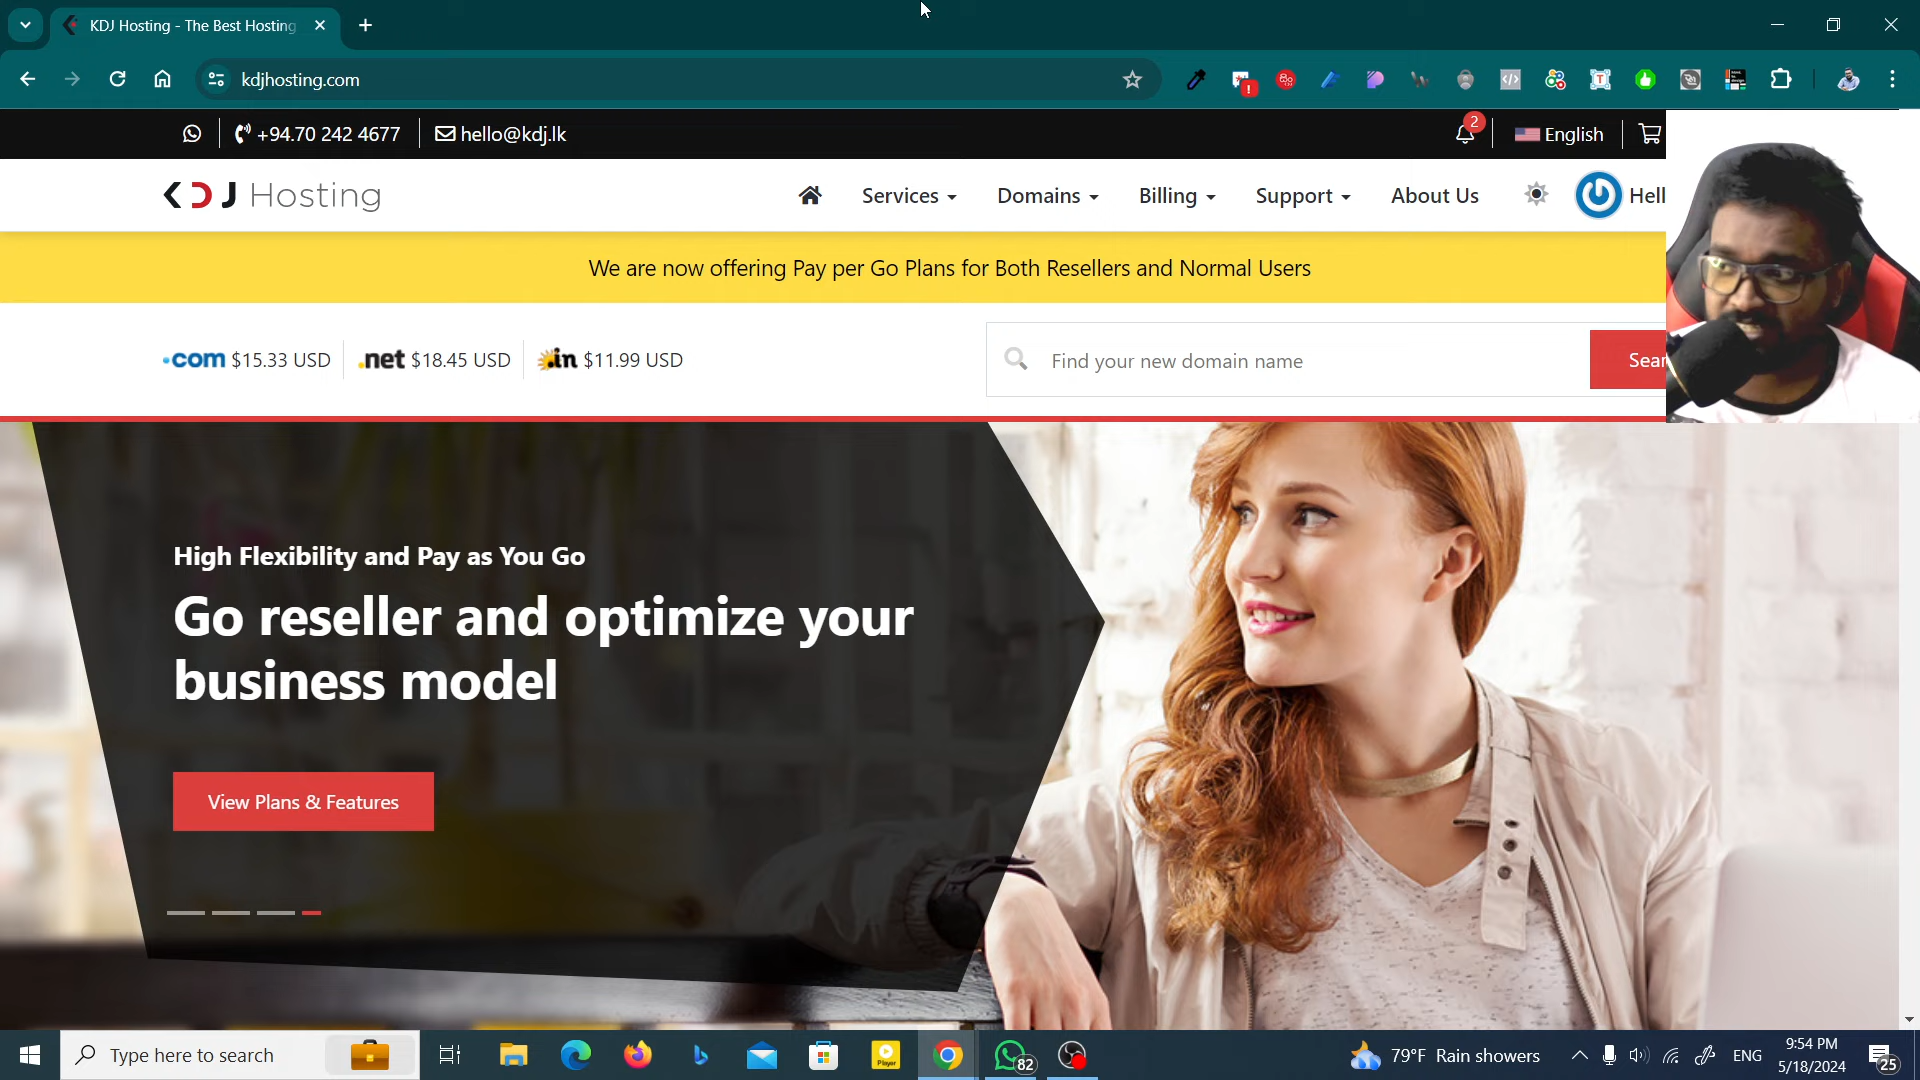 KDJ Hosting - The Best Hosting
kdjhosting.com
+94.70 242 4677
hello@kdj.lk
2
English
KDJ Hosting
Services
Domains
Billing
Support
About Us
Hell
We are now offering Pay per Go Plans for Both Resellers and Normal Users
.com $15.33 USD
.net $18.45 USD
.in $11.99 USD
Find your new domain name
Sear
High Flexibility and Pay as You Go
Go reseller and optimize your
business model
View Plans & Features
Type here to search
Player
82
79°F Rain showers
ENG
9:54 PM
5/18/2024
25